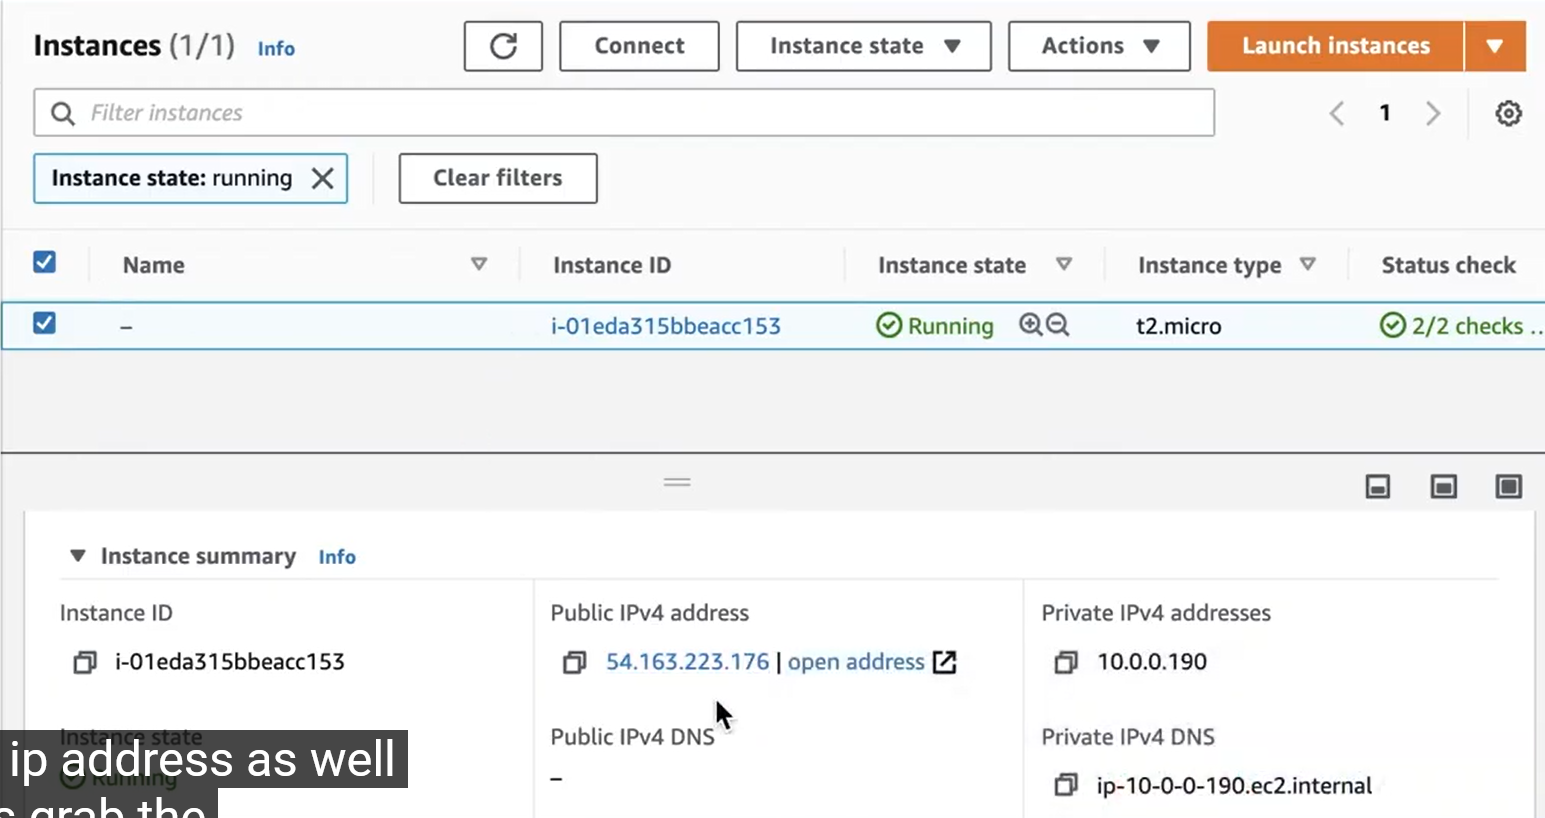 Instances (1/1) Info Connect Instance state Actions Launch instances
Filter instances 1
Instance state: running Clear filters
Name Instance ID Instance state Instance type Status check
– i-01eda315bbeacc153 Running t2.micro 2/2 checks ..
Instance summary Info
Instance ID Public IPv4 address Private IPv4 addresses
i-01eda315bbeacc153 54.163.223.176 | open address 10.0.0.190
Instance state Public IPv4 DNS Private IPv4 DNS
Running – ip-10-0-0-190.ec2.internal
ip address as well
s grab the